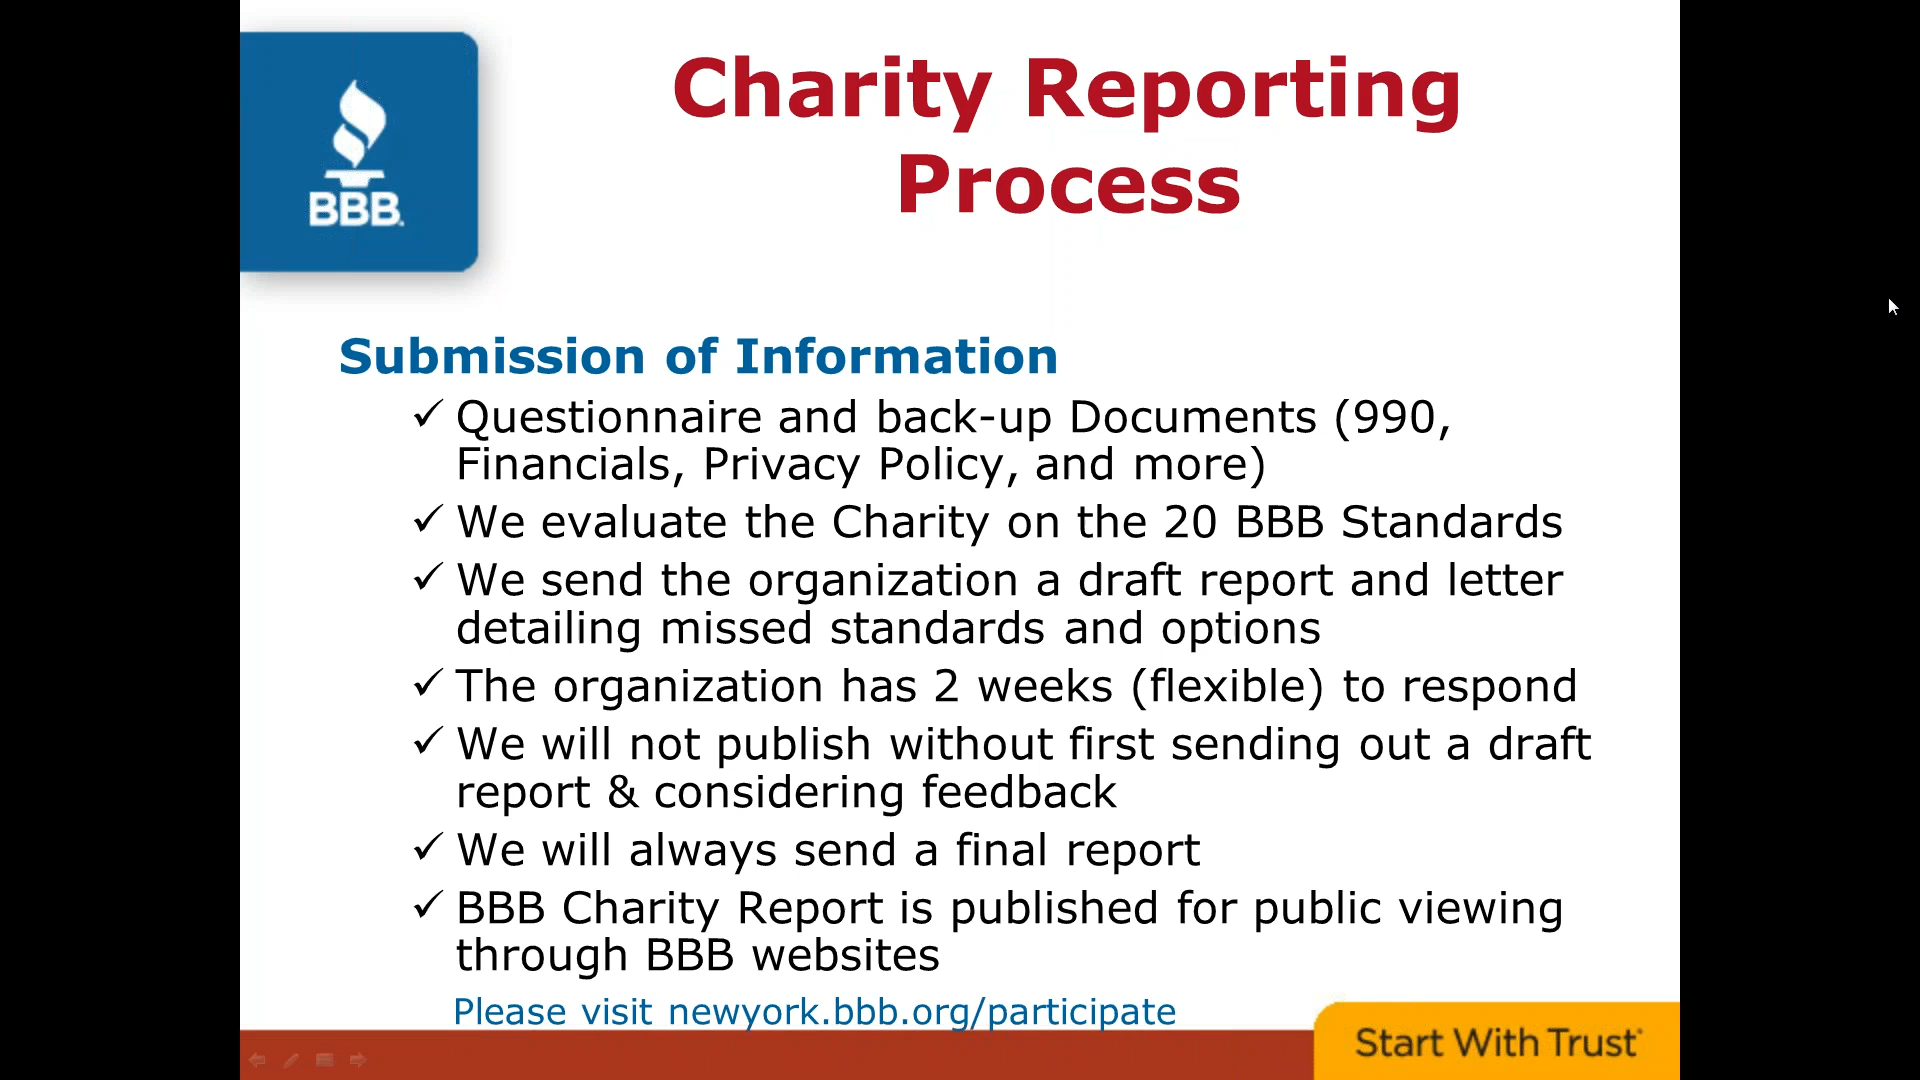 BBB.
Charity Reporting
Process
Submission of Information
✓ Questionnaire and back-up Documents (990,
Financials, Privacy Policy, and more)
✓ We evaluate the Charity on the 20 BBB Standards
✓ We send the organization a draft report and letter
detailing missed standards and options
✓ The organization has 2 weeks (flexible) to respond
✓ We will not publish without first sending out a draft
report & considering feedback
✓ We will always send a final report
✓ BBB Charity Report is published for public viewing
through BBB websites
Please visit newyork.bbb.org/participate
Start With Trust